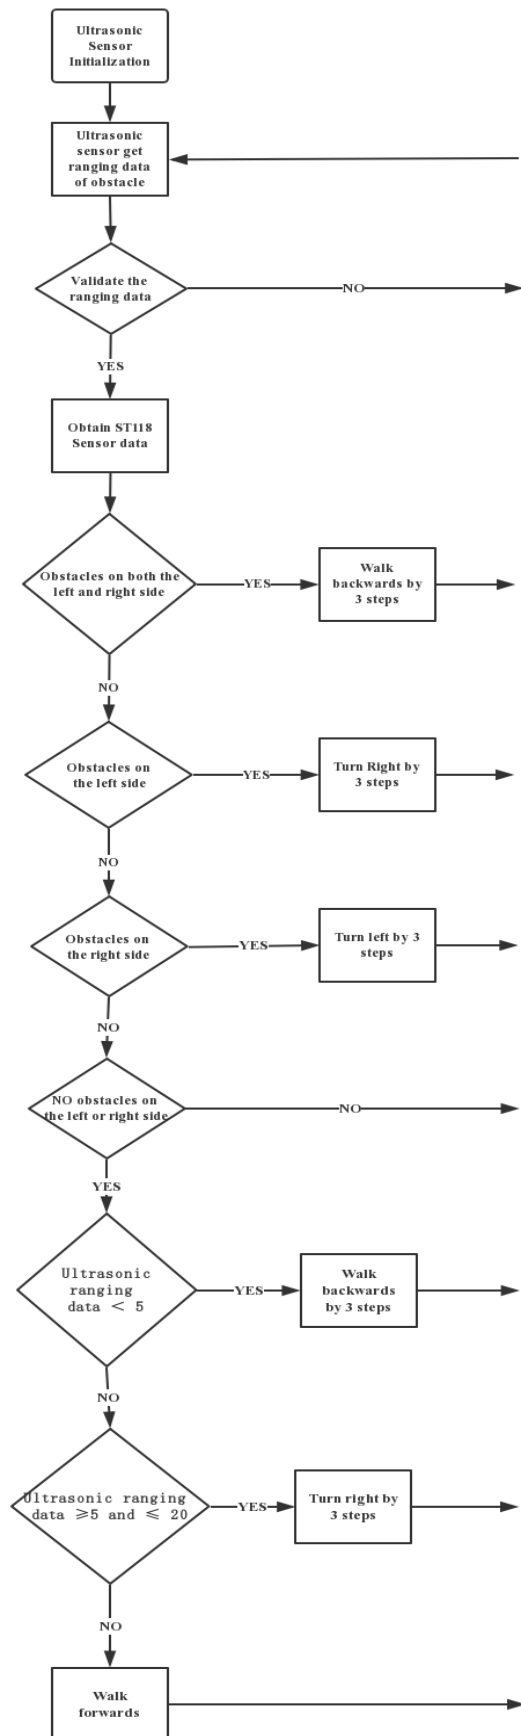 Ultrasonic
Sensor
Initialization
Ultrasonic
sensor get
ranging data
of obstacle
Validate the
ranging data
NO
YES
Obtain ST118
Sensor data
Obstacles on both the
left and right side
YES
Walk
backwards by
3 steps
NO
Obstacles on
the left side
YES
Turn Right by
3 steps
NO
Obstacles on
the right side
YES
Turn left by 3
steps
NO
NO obstacles on
the left or right side
NO
YES
Ultrasonic
ranging
data < 5
YES
Walk
backwards
by 3 steps
NO
Ultrasonic ranging
data ≥5 and ≤ 20
YES
Turn right by
3 steps
NO
Walk
forwards